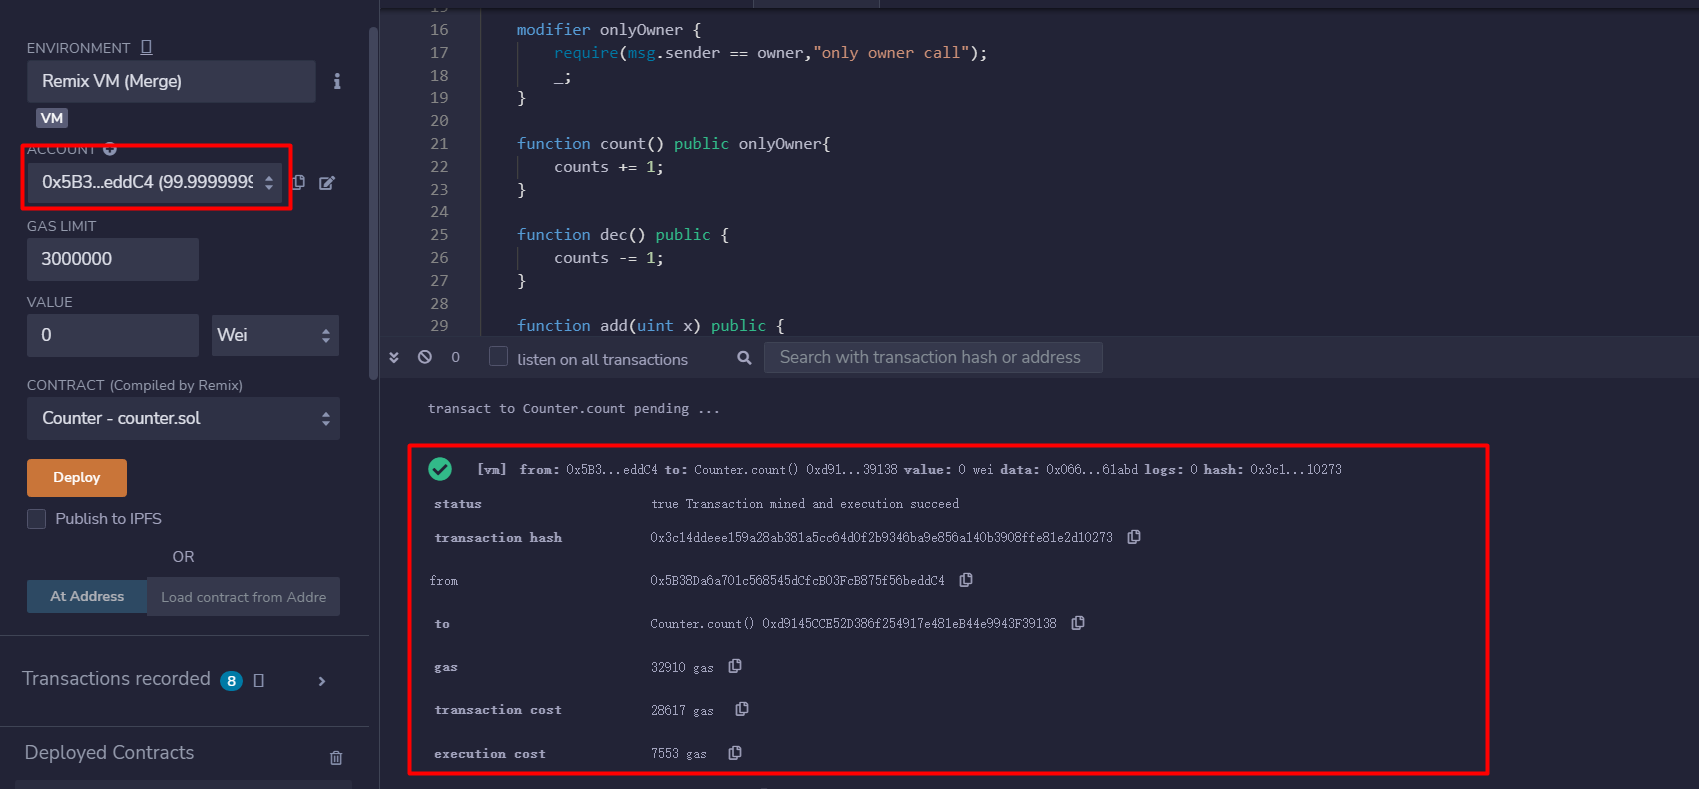 ENVIRONMENT
Remix VM (Merge)
VM
ACCOUNT
0x5B3...eddC4 (99.9999999
GAS LIMIT
3000000
VALUE
0
Wei
CONTRACT (Compiled by Remix)
Counter - counter.sol
Deploy
Publish to IPFS
OR
At Address
Load contract from Addre
Transactions recorded 8
Deployed Contracts
15
16 modifier onlyOwner {
17 require(msg.sender == owner,"only owner call");
18 _;
19 }
20
21 function count() public onlyOwner{
22 counts += 1;
23 }
24
25 function dec() public {
26 counts -= 1;
27 }
28
29 function add(uint x) public {
0 listen on all transactions Search with transaction hash or address
transact to Counter.count pending ...
[vm] from: 0x5B3...eddC4 to: Counter.count() 0xd91...39138 value: 0 wei data: 0x066...61abd logs: 0 hash: 0x3c1...10273
status true Transaction mined and execution succeed
transaction hash 0x3c14ddeee159a28ab381a5cc64d0f2b9346ba9e856a140b3908ffe81e2d10273
from 0x5B38Da6a701c568545dCfcB03FcB875f56beddC4
to Counter.count() 0xd9145CCE52D386f254917e481eB44e9943F39138
gas 32910 gas
transaction cost 28617 gas
execution cost 7553 gas